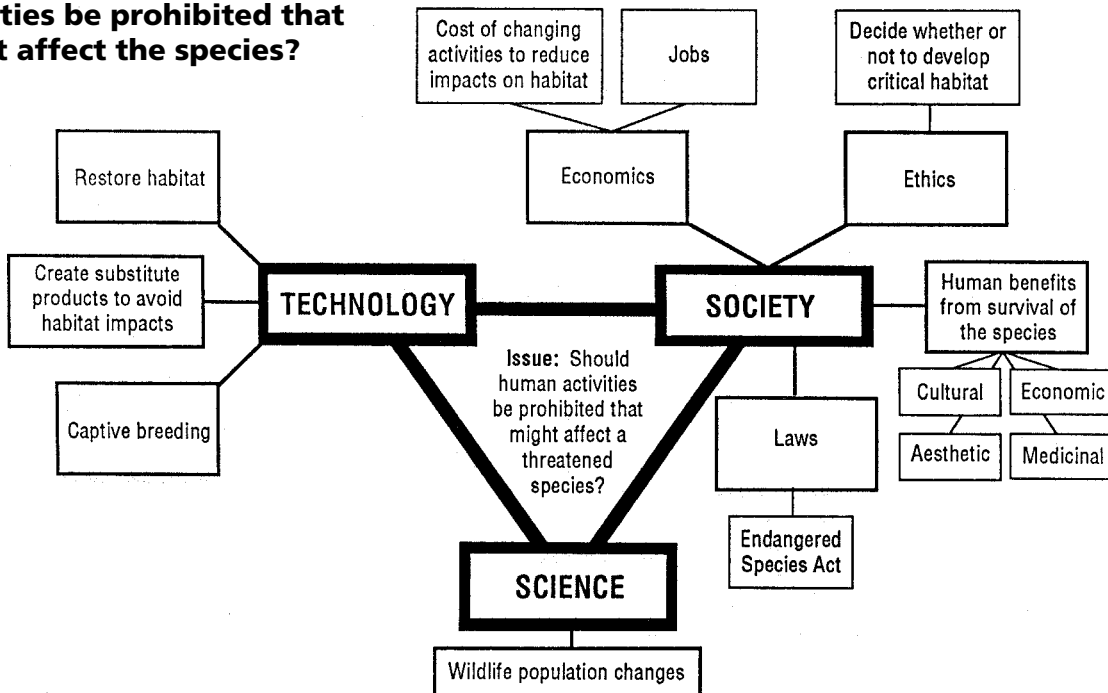 ties be prohibited that
t affect the species?
Cost of changing
activities to reduce
impacts on habitat
Jobs
Decide whether or
not to develop
critical habitat
Restore habitat
Economics
Ethics
Create substitute
products to avoid
habitat impacts
TECHNOLOGY
SOCIETY
Human benefits
from survival of
the species
Issue: Should
human activities
be prohibited that
might affect a
threatened
species?
Cultural
Economic
Captive breeding
Laws
Aesthetic
Medicinal
Endangered
Species Act
SCIENCE
Wildlife population changes